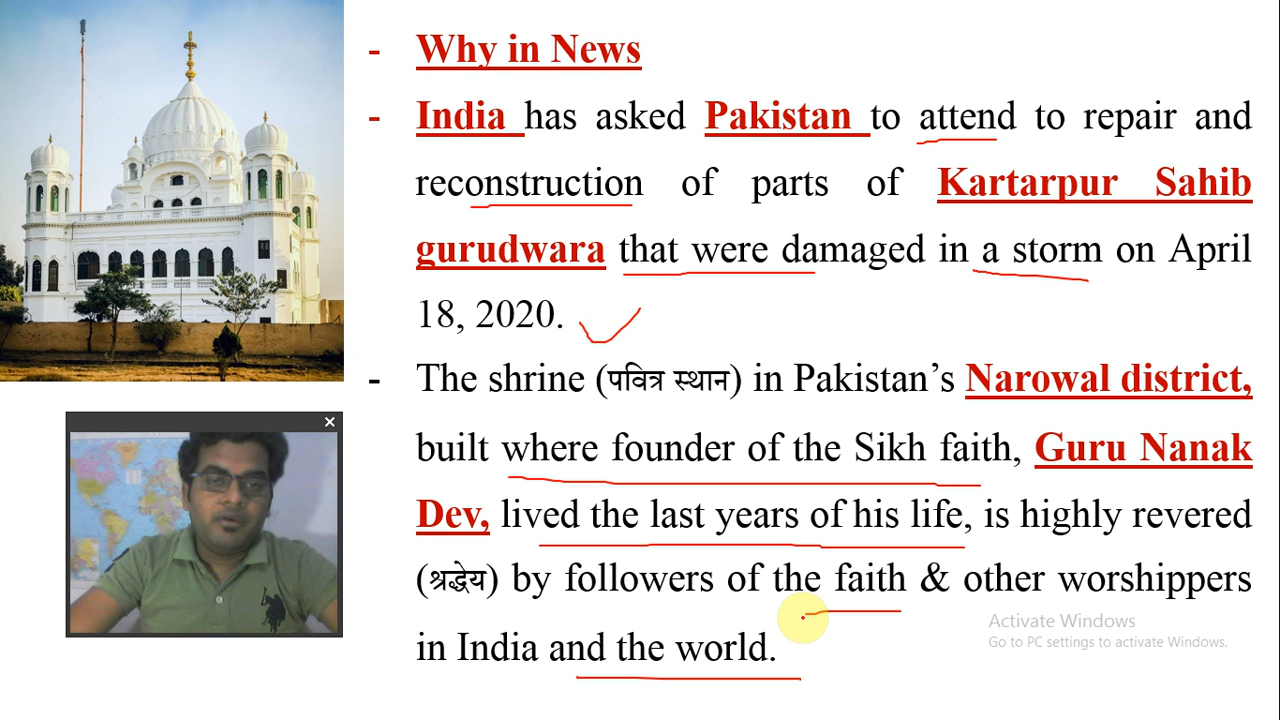 - Why in News
- India has asked Pakistan to attend to repair and
reconstruction of parts of Kartarpur Sahib
gurudwara that were damaged in a storm on April
18, 2020.
- The shrine (पवित्र स्थान) in Pakistan’s Narowal district,
built where founder of the Sikh faith, Guru Nanak
Dev, lived the last years of his life, is highly revered
(श्रद्धेय) by followers of the faith & other worshippers
in India and the world.
Activate Windows
Go to PC settings to activate Windows.